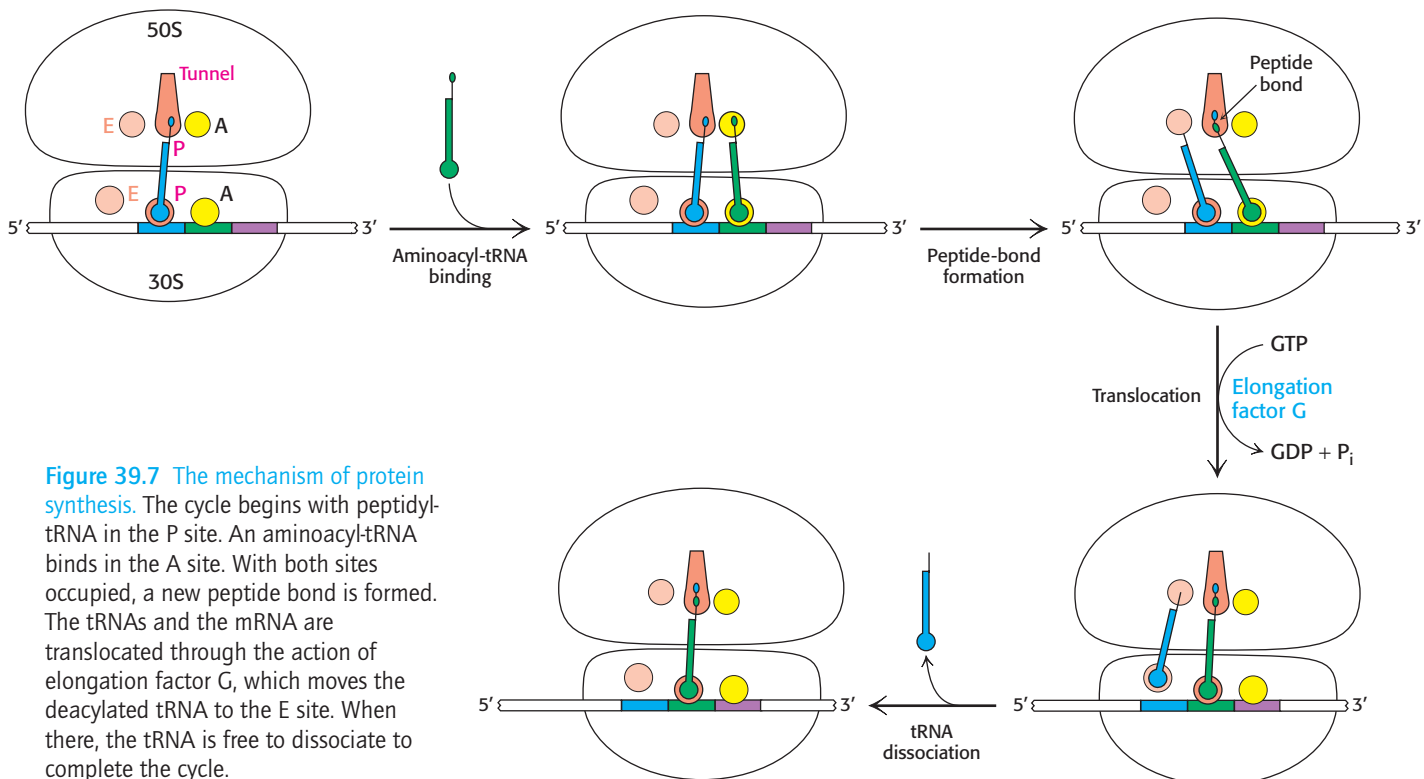 50S
Tunnel
E
A
P
E
P
A
5′
3′
30S
Aminoacyl-tRNA
binding
5′
3′
Peptide-bond
formation
Peptide
bond
5′
3′
Translocation
GTP
Elongation
factor G
GDP + Pi
5′
3′
tRNA
dissociation
5′
3′
Figure 39.7 The mechanism of protein
synthesis. The cycle begins with peptidyl-
tRNA in the P site. An aminoacyl-tRNA
binds in the A site. With both sites
occupied, a new peptide bond is formed.
The tRNAs and the mRNA are
translocated through the action of
elongation factor G, which moves the
deacylated tRNA to the E site. When
there, the tRNA is free to dissociate to
complete the cycle.